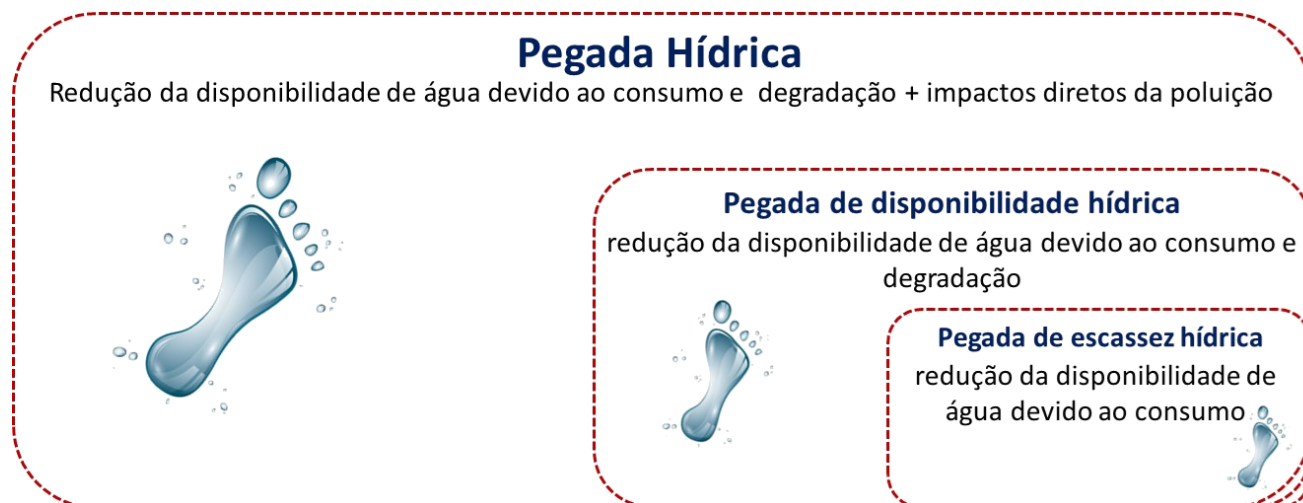 Pegada Hídrica
Redução da disponibilidade de água devido ao consumo e degradação + impactos diretos da poluição
Pegada de disponibilidade hídrica
redução da disponibilidade de água devido ao consumo e
degradação
Pegada de escassez hídrica
redução da disponibilidade de
água devido ao consumo